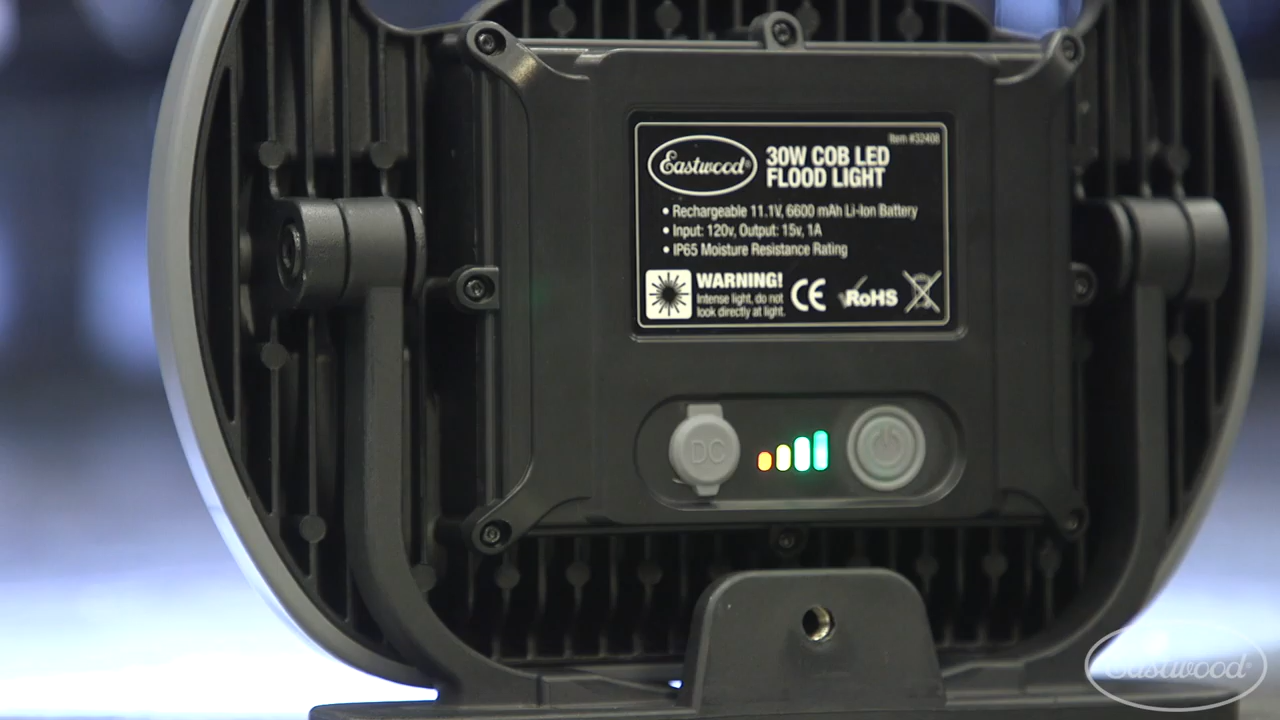 Item #32408
Eastwood®
30W COB LED
FLOOD LIGHT
• Rechargeable 11.1V, 6600 mAh Li-Ion Battery
• Input: 120v, Output: 15v, 1A
• IP65 Moisture Resistance Rating
WARNING!
Intense light, do not
look directly at light.
CE
RoHS
DC
Eastwood